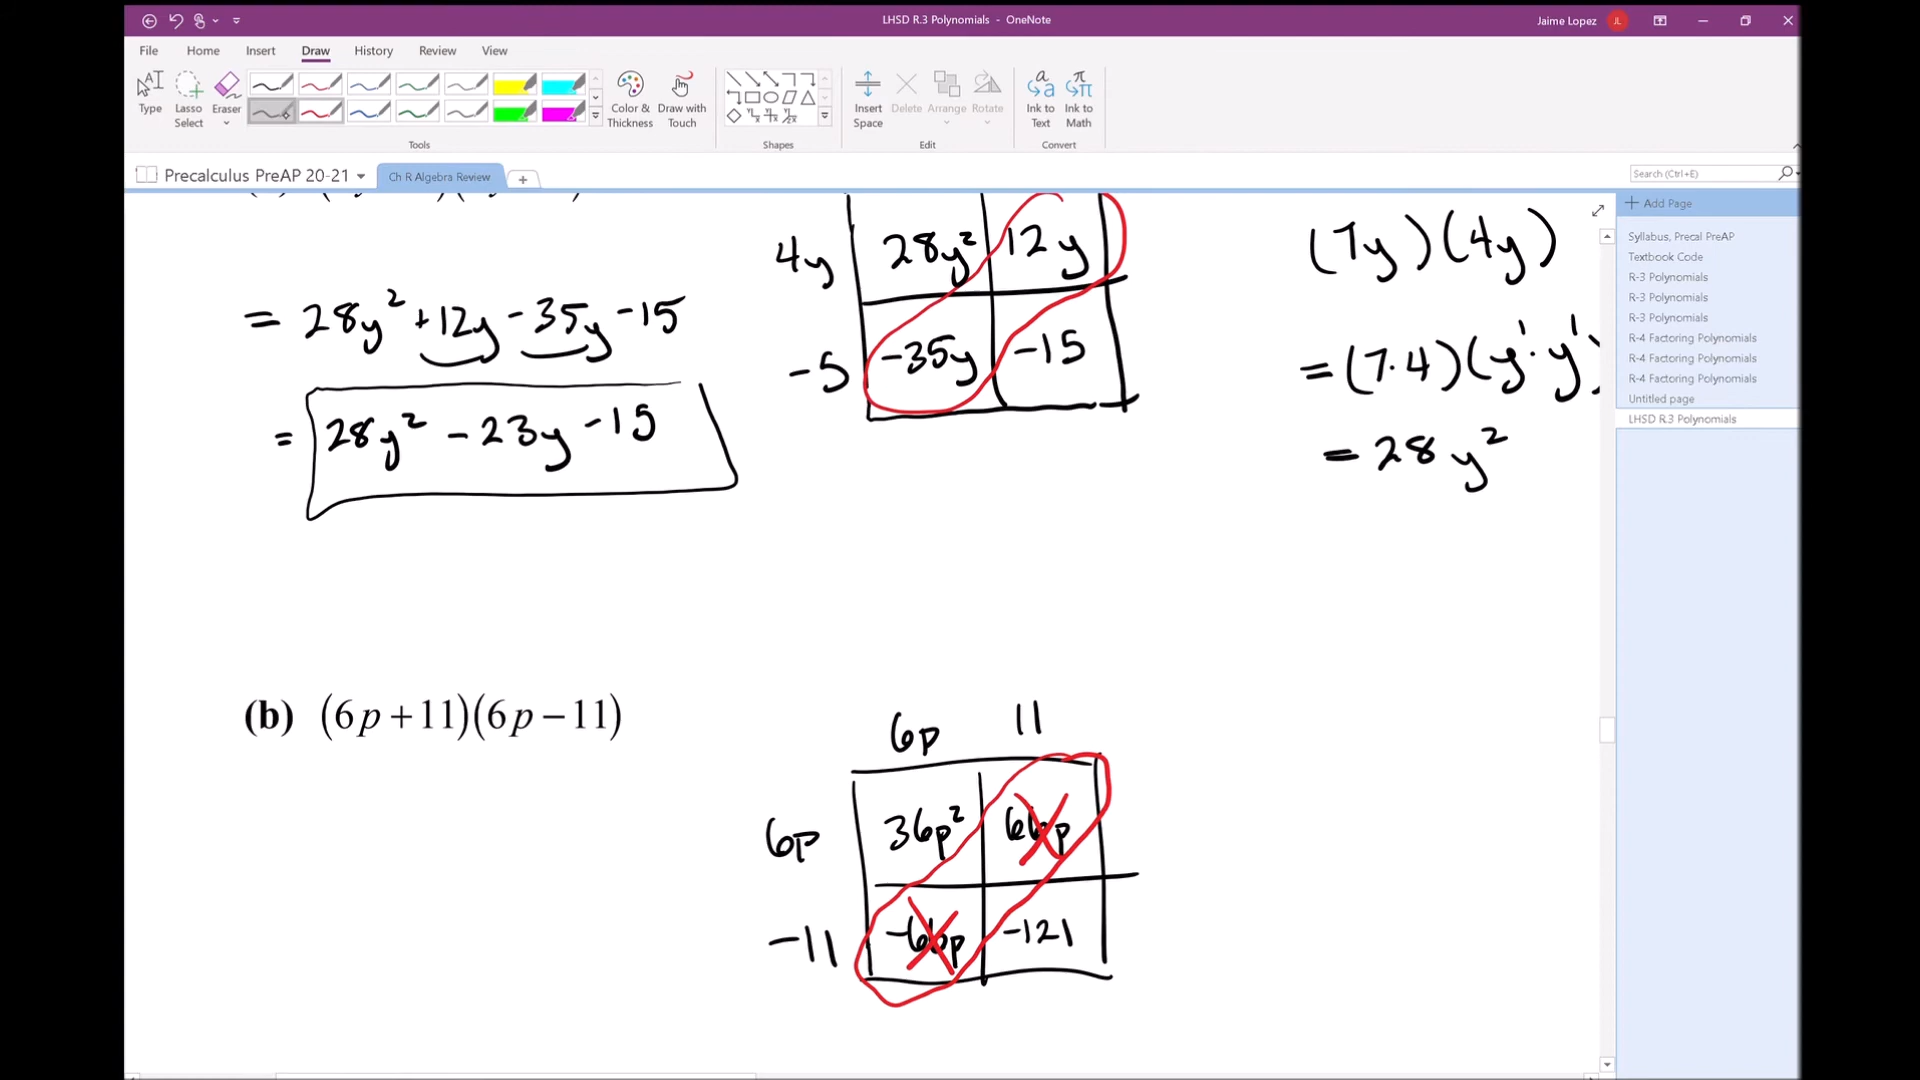 LHSD R.3 Polynomials - OneNote
Jaime Lopez JL
File Home Insert Draw History Review View
Type
Lasso Select
Eraser
Color & Thickness
Draw with Touch
Insert Space
Delete
Arrange
Rotate
Ink to Text
Ink to Math
Tools Shapes Edit Convert
Precalculus PreAP 20-21 Ch R Algebra Review +
Search (Ctrl+E)
Add Page
Syllabus, Precal PreAP
Textbook Code
R-3 Polynomials
R-3 Polynomials
R-3 Polynomials
R-4 Factoring Polynomials
R-4 Factoring Polynomials
R-4 Factoring Polynomials
Untitled page
LHSD R.3 Polynomials
= 28y² + 12y - 35y - 15
= 28y² - 23y - 15
4y 28y² 12y
-5 -35y -15
(7y)(4y)
= (7·4)(y¹·y¹)
= 28y²
(b) (6p+11)(6p−11)
6p 11
6p 36p² 66p
-11 -66p -121